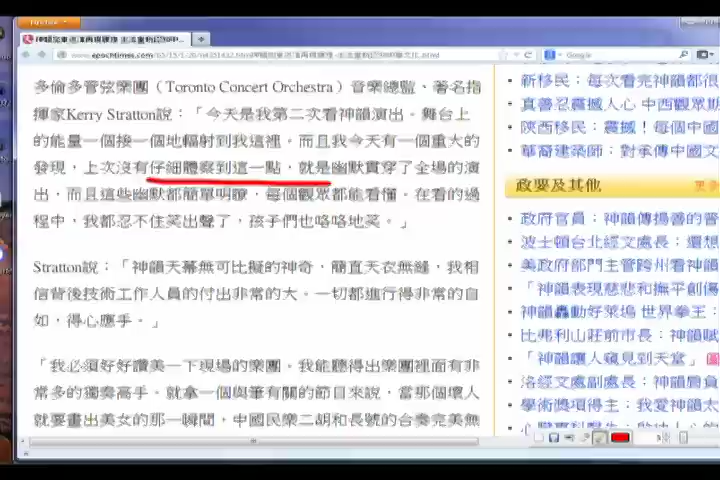 多倫多管弦樂團（Toronto Concert Orchestra）音樂總監、著名指
揮家Kerry Stratton說：「今天是我第二次看神韻演出。舞台上
的能量一個接一個地輻射到我這裡。而且我今天有一個重大的
發現，上次沒有仔細體察到這一點，就是幽默貫穿了全場的演
出，而且這些幽默都簡單明瞭，每個觀眾都能看懂。在看的過
程中，我都忍不住笑出聲了，孩子們也咯咯地笑。」
Stratton說：「神韻天幕無可比擬的神奇，簡直天衣無縫，我相
信背後技術工作人員的付出非常的大。一切都進行得非常的自
如，得心應手。」
「我必須好好讚美一下現場的樂團。我能聽得出樂團裡面有非
常多的獨奏高手。就拿一個與筆有關的節目來說，當那個壞人
就要畫出美女的那一瞬間，中國民樂二胡和長號的合奏完美無
新移民：每次看完神韻都很
真善忍震撼人心 中西觀眾斯
陝西移民：震撼！每個中國
華裔建築師：對承傳中國文
政要及其他
政府官員：神韻傳揚善的普
波士頓台北經文處長：還想
美政府部門主管跨州看神韻
「神韻表現慈悲和撫平創傷
神韻轟動好萊塢 世界拳王：
比弗利山莊前市長：神韻賦
「神韻讓人窺見到天堂」
洛經文處副處長：神韻
學術獎項得主：我愛神韻太